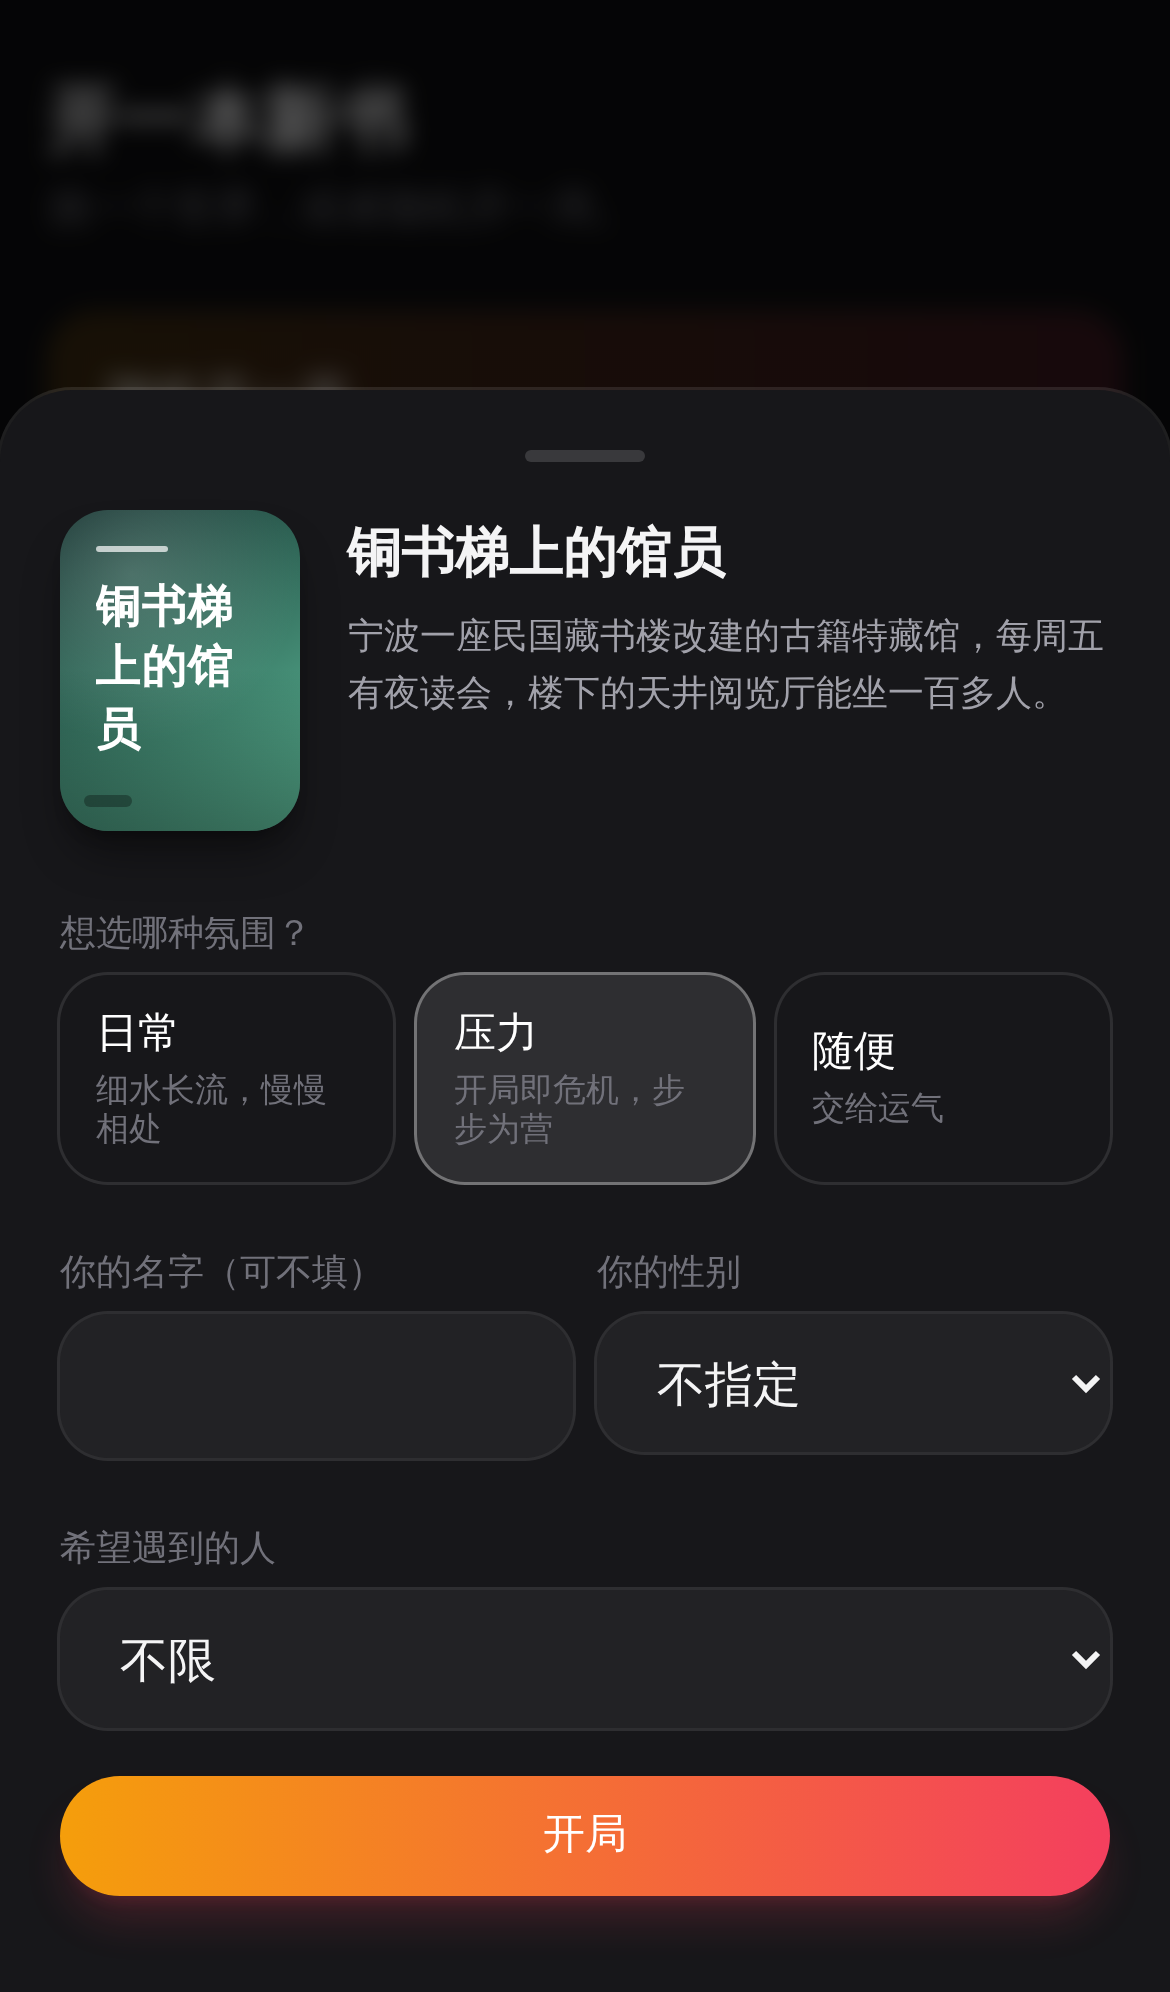 开一本新书
铜书梯
上的馆
员
铜书梯上的馆员
宁波一座民国藏书楼改建的古籍特藏馆，每周五
有夜读会，楼下的天井阅览厅能坐一百多人。
想选哪种氛围？
日常
细水长流，慢慢
相处
压力
开局即危机，步
步为营
随便
交给运气
你的名字（可不填）
你的性别
不指定
希望遇到的人
不限
开局